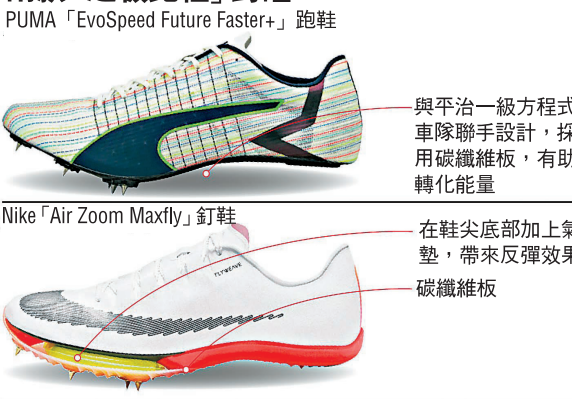 PUMA「EvoSpeed Future Faster+」跑鞋
與平治一級方程式
車隊聯手設計，採
用碳纖維板，有助
轉化能量
Nike「Air Zoom Maxfly」釘鞋
在鞋尖底部加上氣
墊，帶來反彈效果
碳纖維板
FLYWEAVE